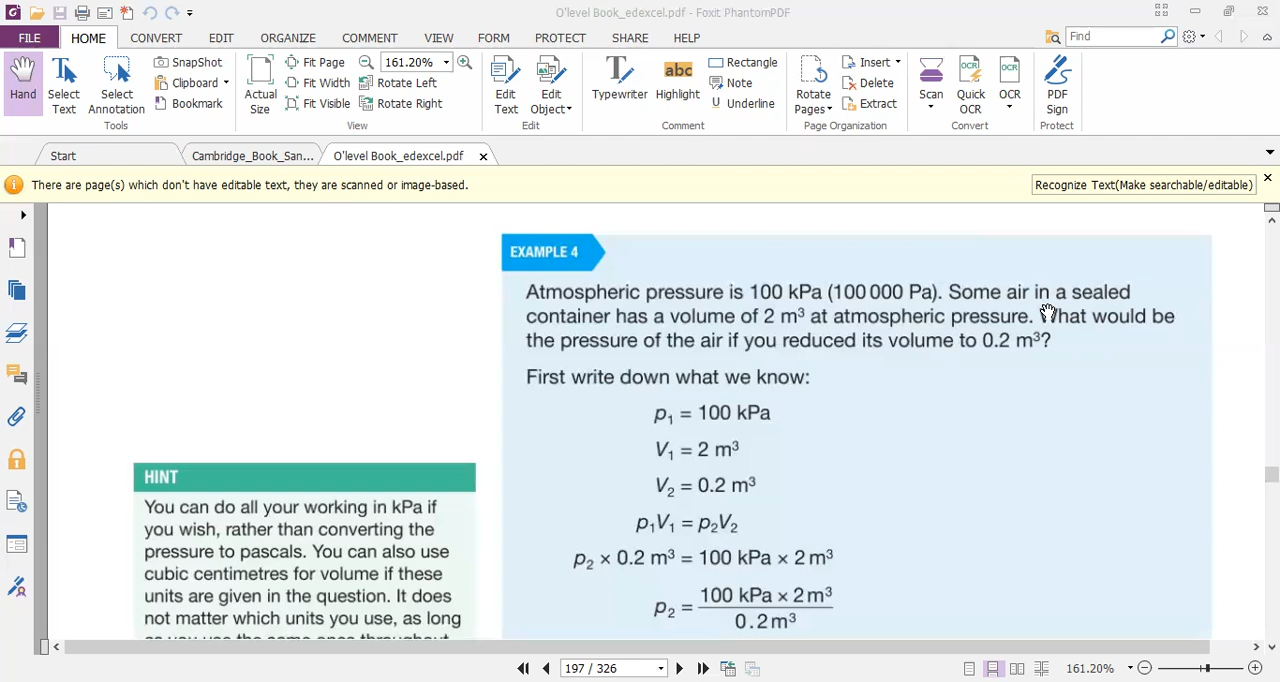 O'level Book_edexcel.pdf - Foxit PhantomPDF
FILE HOME CONVERT EDIT ORGANIZE COMMENT VIEW FORM PROTECT SHARE HELP Find
Hand
Select Text
Select Annotation
SnapShot
Clipboard
Bookmark
Tools
Actual Size
Fit Page
Fit Width
Fit Visible
161.20%
Rotate Left
Rotate Right
View
Edit Text
Edit Object
Edit
Typewriter
abc
Highlight
Rectangle
Note
Underline
Comment
Rotate Pages
Insert
Delete
Extract
Page Organization
Scan
OCR
Quick OCR
OCR
OCR
Convert
PDF Sign
Protect
Start Cambridge_Book_San... O'level Book_edexcel.pdf
There are page(s) which don't have editable text, they are scanned or image-based. Recognize Text(Make searchable/editable)
EXAMPLE 4
Atmospheric pressure is 100 kPa (100 000 Pa). Some air in a sealed
container has a volume of 2 m³ at atmospheric pressure. What would be
the pressure of the air if you reduced its volume to 0.2 m³?
First write down what we know:
p₁ = 100 kPa
V₁ = 2 m³
V₂ = 0.2 m³
p₁V₁ = p₂V₂
p₂ × 0.2 m³ = 100 kPa × 2 m³
p₂ = 100 kPa × 2 m³
0.2 m³
HINT
You can do all your working in kPa if
you wish, rather than converting the
pressure to pascals. You can also use
cubic centimetres for volume if these
units are given in the question. It does
not matter which units you use, as long
as you use the same ones throughout
197 / 326
161.20%